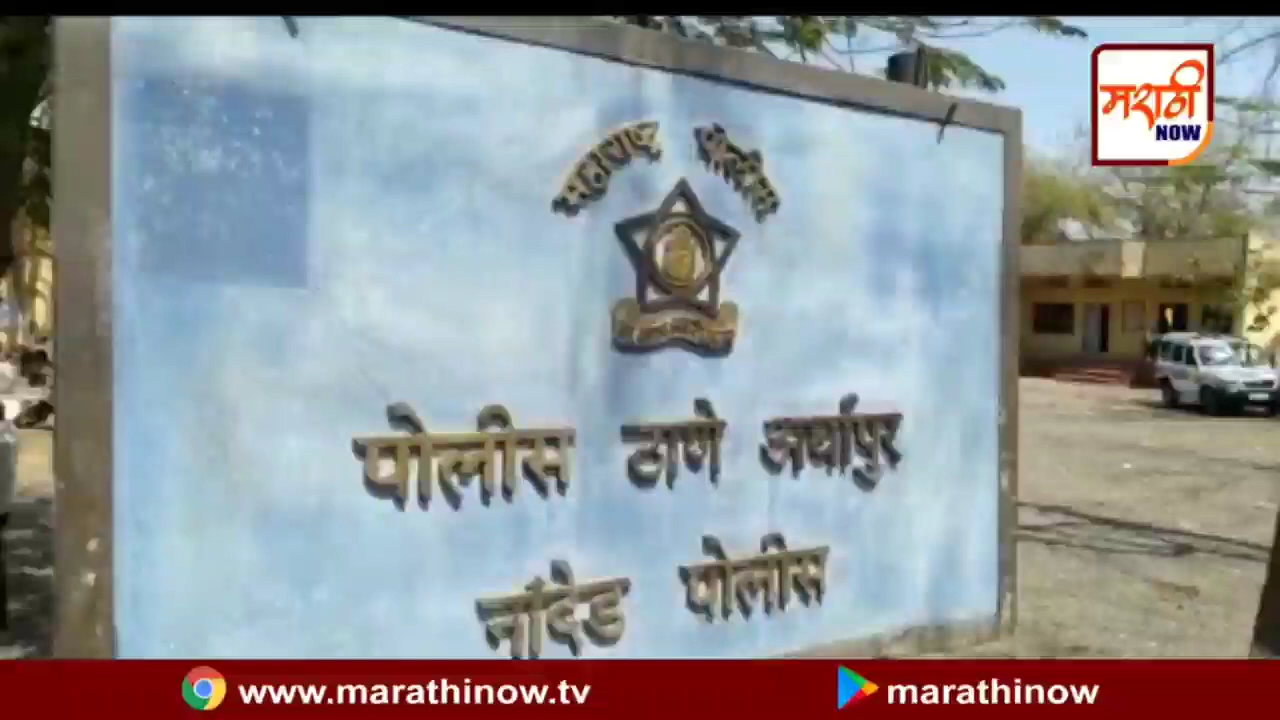 मराठी
NOW
महाराष्ट्र पोलीस
पोलीस ठाणे अर्धापुर
नांदेड पोलीस
www.marathinow.tv
marathinow